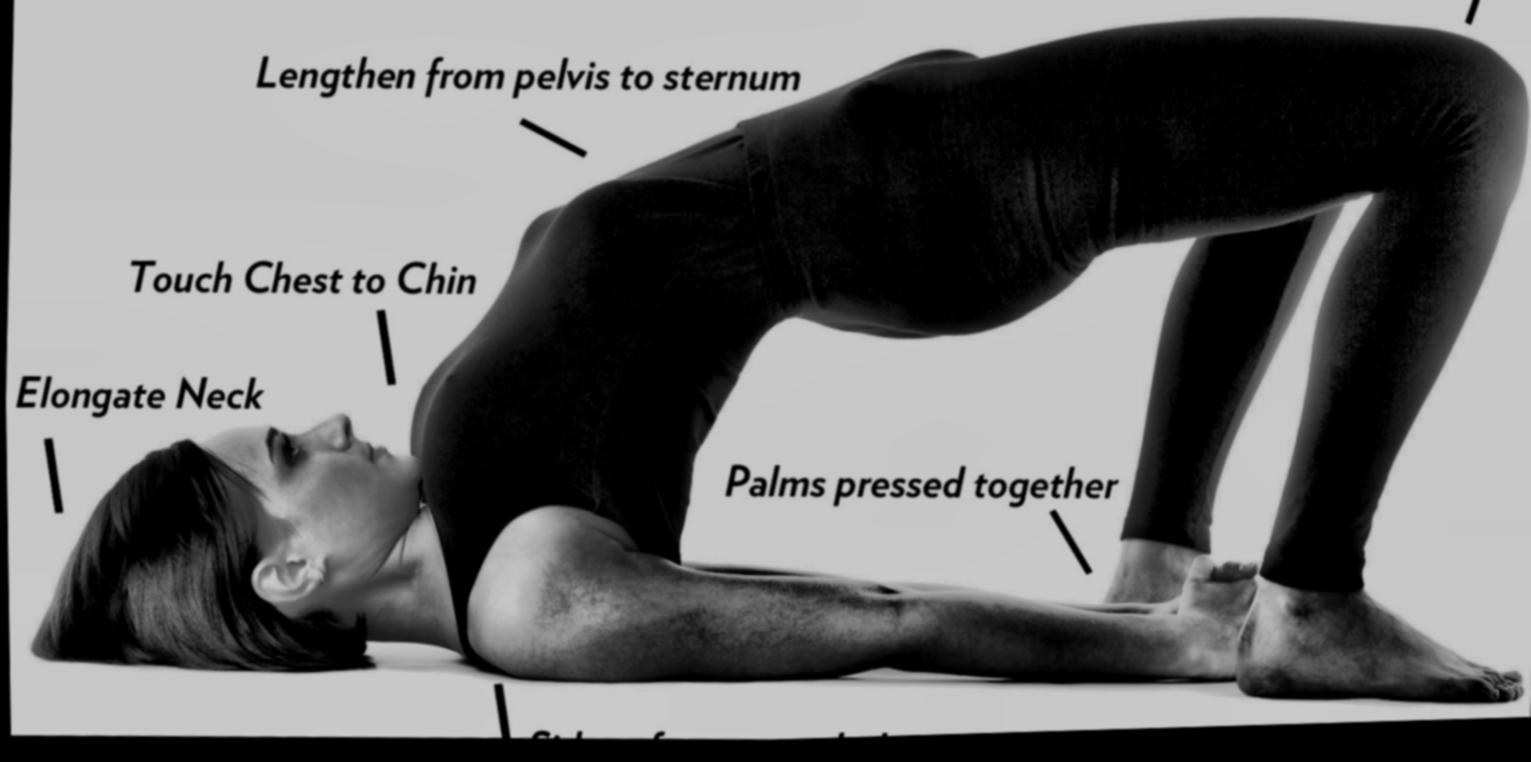 Lengthen from pelvis to sternum
Touch Chest to Chin
Elongate Neck
Palms pressed together